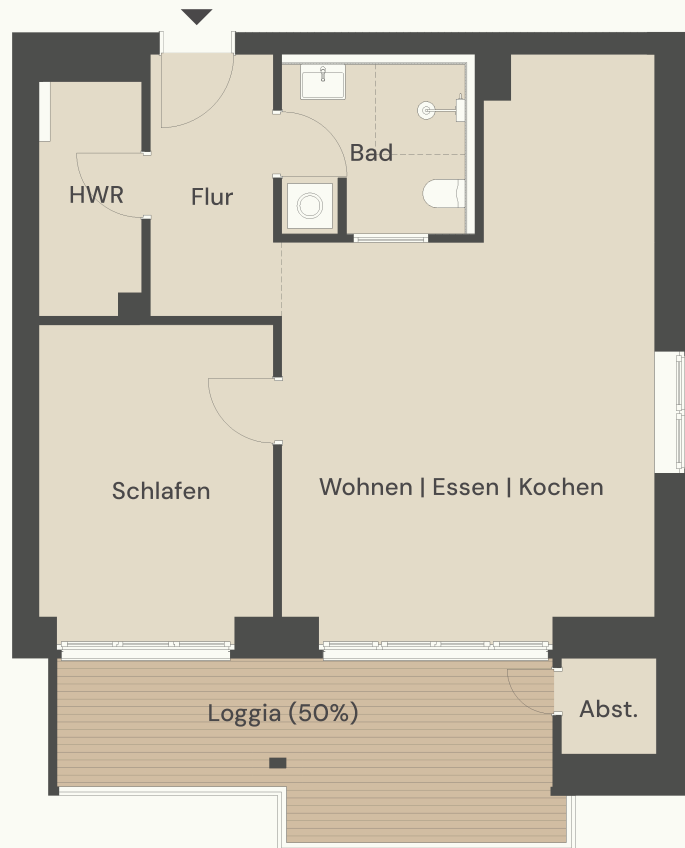 Bad
HWR
Flur
Schlafen
Wohnen | Essen | Kochen
Loggia (50%)
Abst.